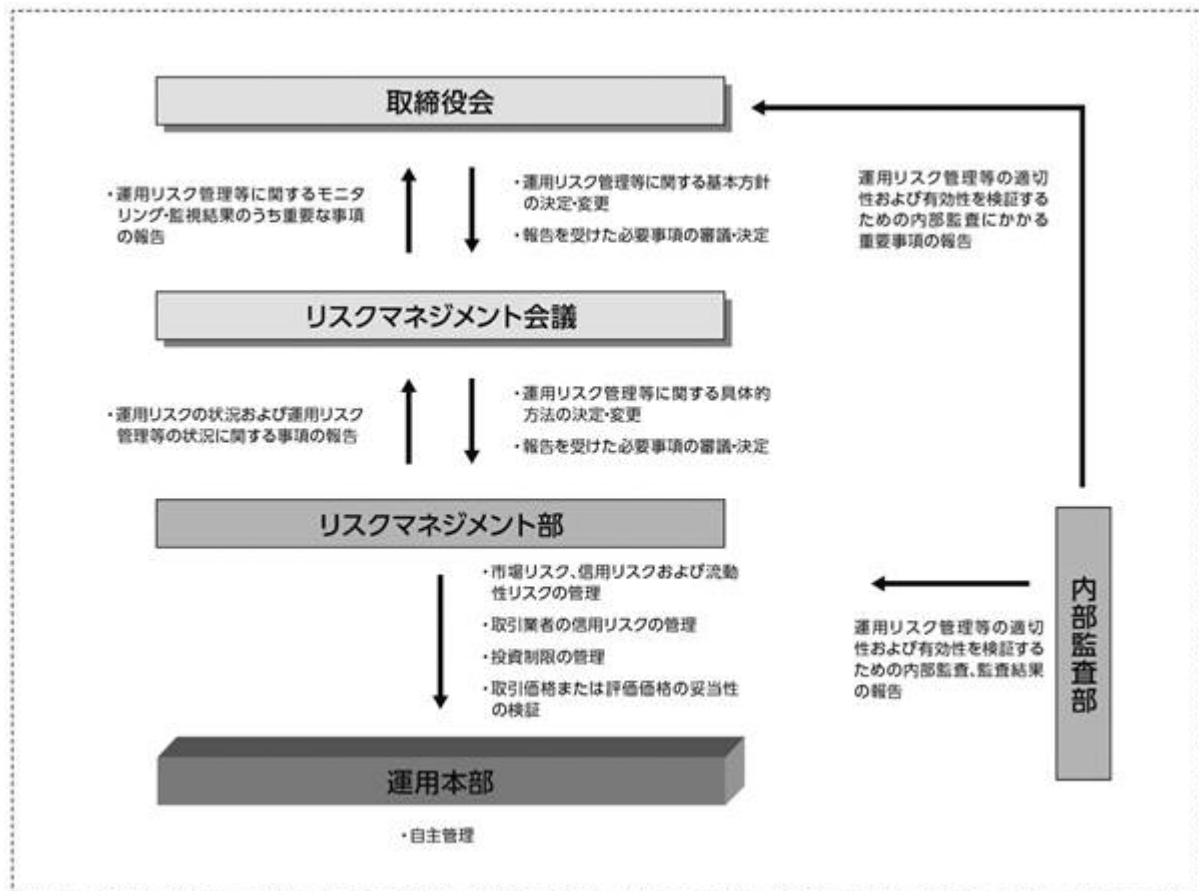 取締役会
・運用リスク管理等に関するモニタ
リング・監視結果のうち重要な事項
の報告
・運用リスク管理等に関する基本方針
の決定・変更
・報告を受けた必要事項の審議・決定
運用リスク管理等の適切
性および有効性を検証する
ための内部監査にかかる
重要事項の報告
リスクマネジメント会議
・運用リスクの状況および運用リスク
管理等の状況に関する事項の報告
・運用リスク管理等に関する具体的
方法の決定・変更
・報告を受けた必要事項の審議・決定
リスクマネジメント部
・市場リスク、信用リスクおよび流動
性リスクの管理
・取引業者の信用リスクの管理
・投資制限の管理
・取引価格または評価価格の妥当性
の検証
運用リスク管理等の適切
性および有効性を検証する
ための内部監査、監査結果
の報告
内部監査部
運用本部
・自主管理